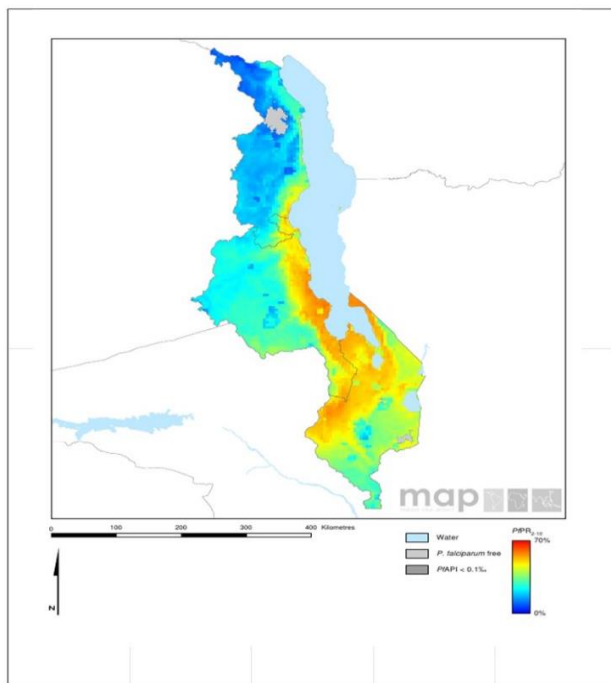 map
0 100 200 300 400 Kilometres
N
Water
P. falciparum free
PfAPI < 0.1‰
PfPR2-10
70%
0%